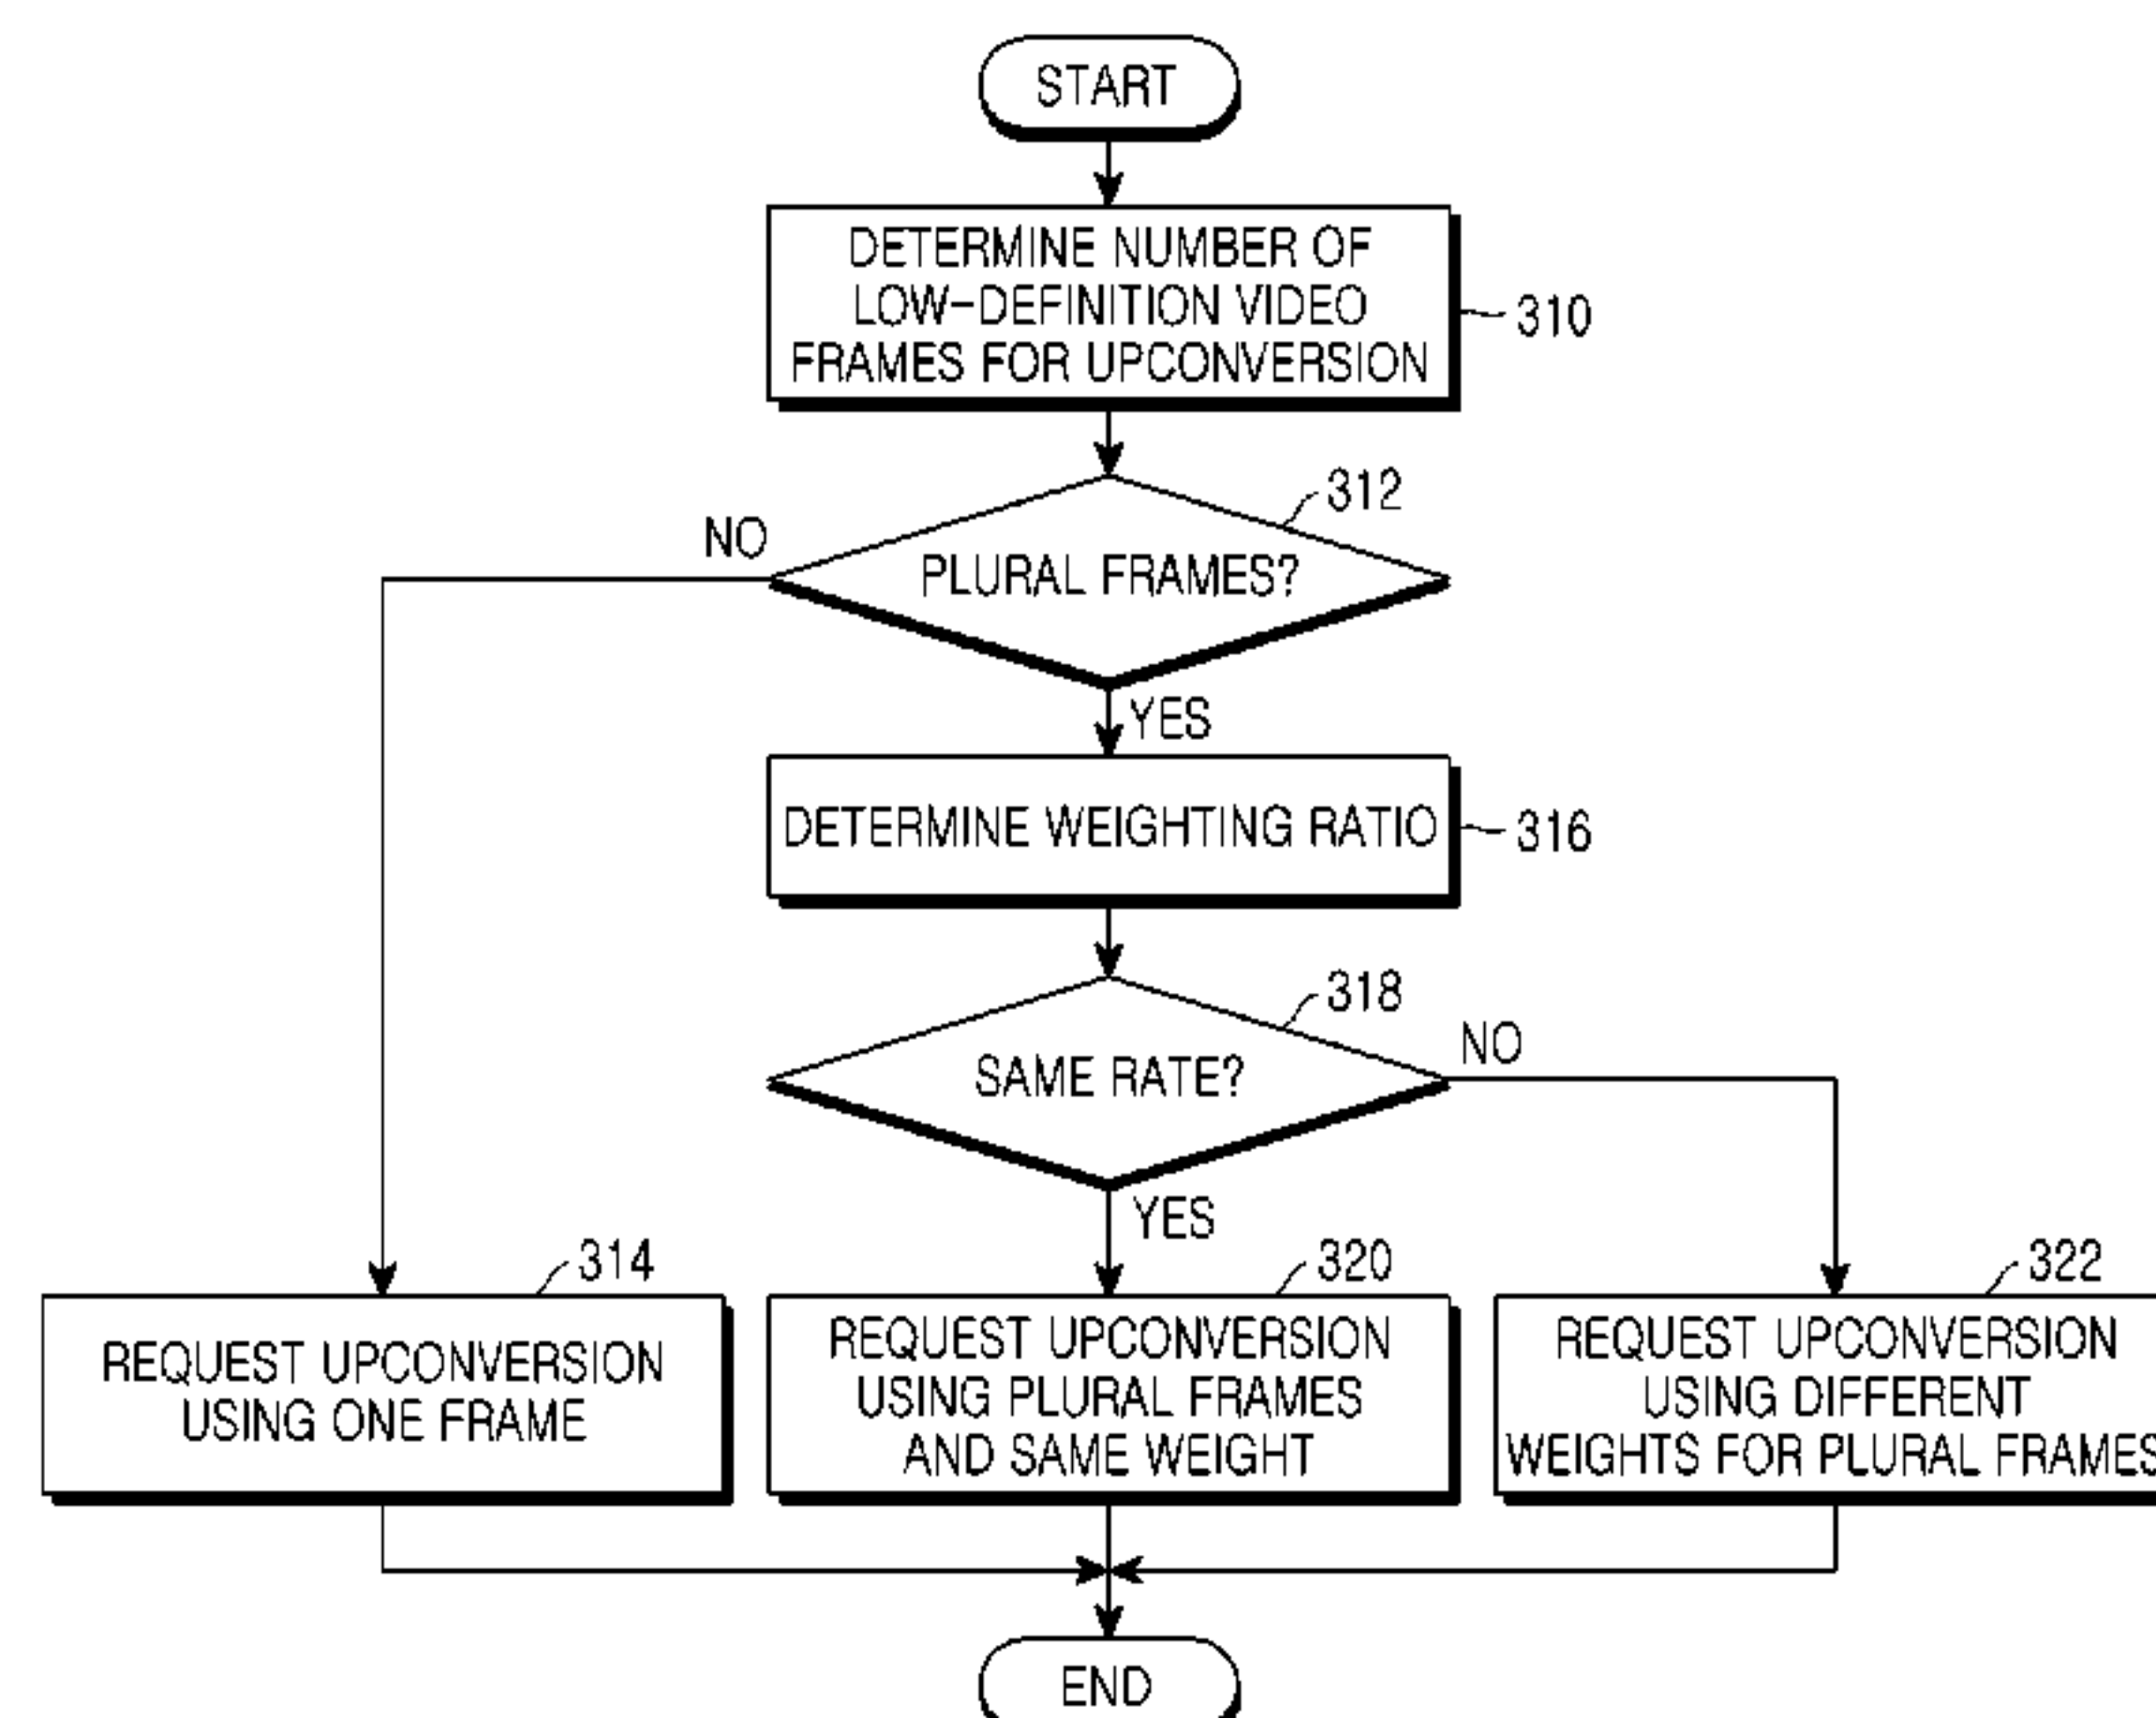 START
DETERMINE NUMBER OF
LOW-DEFINITION VIDEO
FRAMES FOR UPCONVERSION
310
312
NO
PLURAL FRAMES?
YES
DETERMINE WEIGHTING RATIO
316
318
NO
SAME RATE?
YES
314
REQUEST UPCONVERSION
USING ONE FRAME
320
REQUEST UPCONVERSION
USING PLURAL FRAMES
AND SAME WEIGHT
322
REQUEST UPCONVERSION
USING DIFFERENT
WEIGHTS FOR PLURAL FRAMES
END